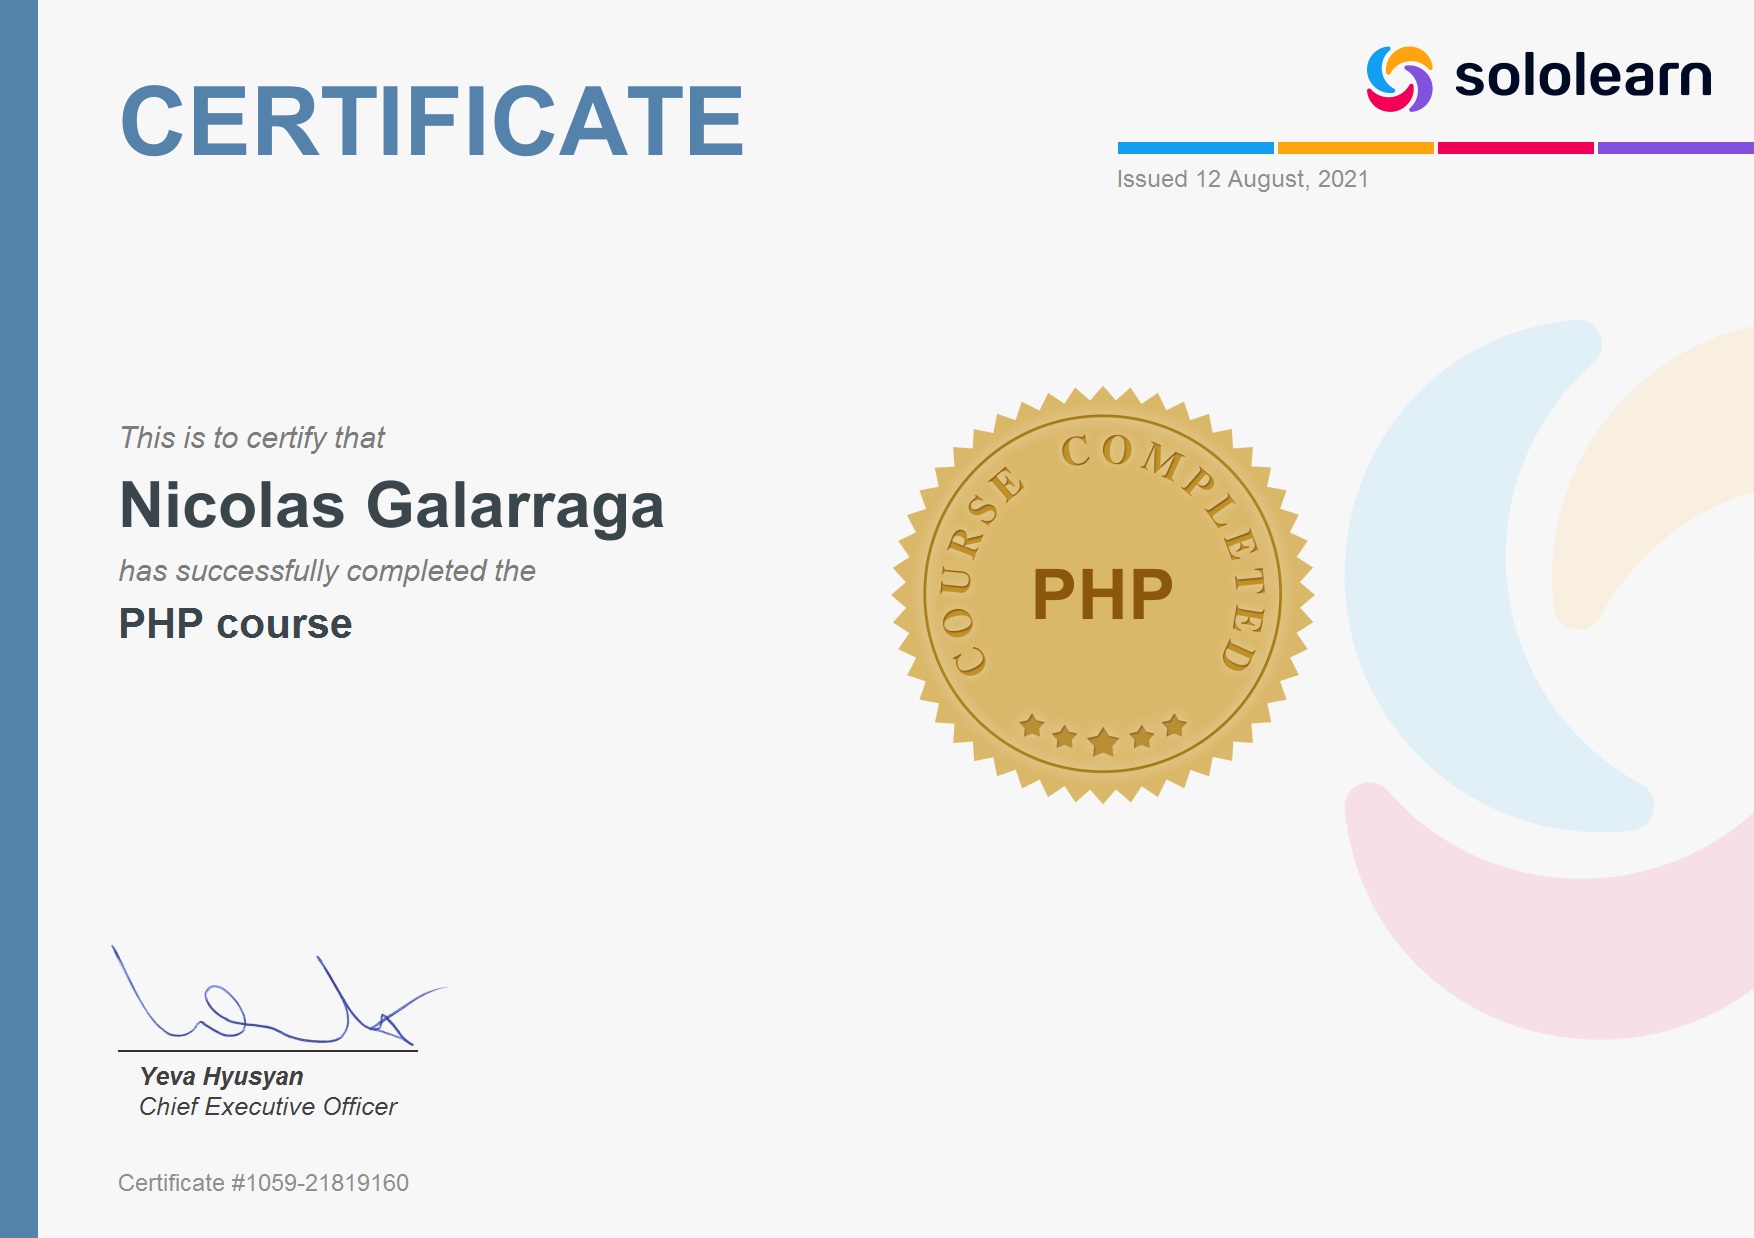 CERTIFICATE
sololearn
Issued 12 August, 2021
This is to certify that
Nicolas Galarraga
has successfully completed the
PHP course
COURSE COMPLETED
PHP
Yeva Hyusyan
Chief Executive Officer
Certificate #1059-21819160